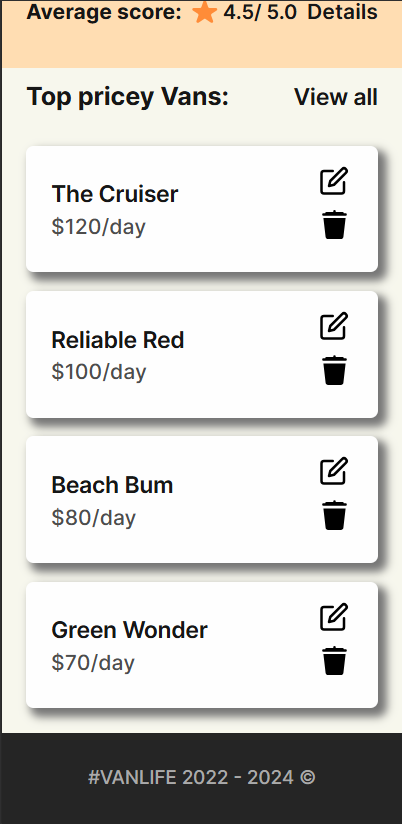 Average score: 4.5/ 5.0 Details
Top pricey Vans: View all
The Cruiser
$120/day
Reliable Red
$100/day
Beach Bum
$80/day
Green Wonder
$70/day
#VANLIFE 2022 - 2024 ©